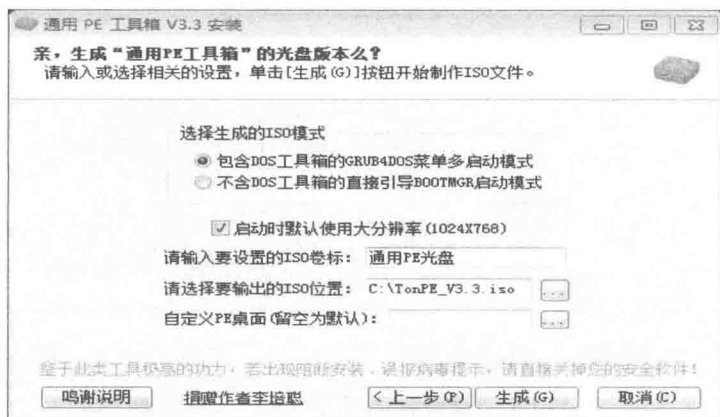 通用 PE 工具箱 V3.3 安装
亲，生成“通用PE工具箱”的光盘版本么？
请输入或选择相关的设置，单击[生成(G)]按钮开始制作ISO文件。
选择生成的ISO模式
包含DOS工具箱的GRUB4DOS菜单多启动模式
不含DOS工具箱的直接引导BOOTMGR启动模式
启动时默认使用大分辨率(1024X768)
请输入要设置的ISO卷标： 通用PE光盘
请选择要输出的ISO位置： C:\TonPE_V3.3.iso ...
自定义PE桌面(留空为默认)： ...
鉴于此类工具极高的功力，若出现阻断安装、误报病毒提示，请直接关掉您的安全软件！
鸣谢说明 捐赠作者李培聪 <上一步(P) 生成(G) 取消(C)